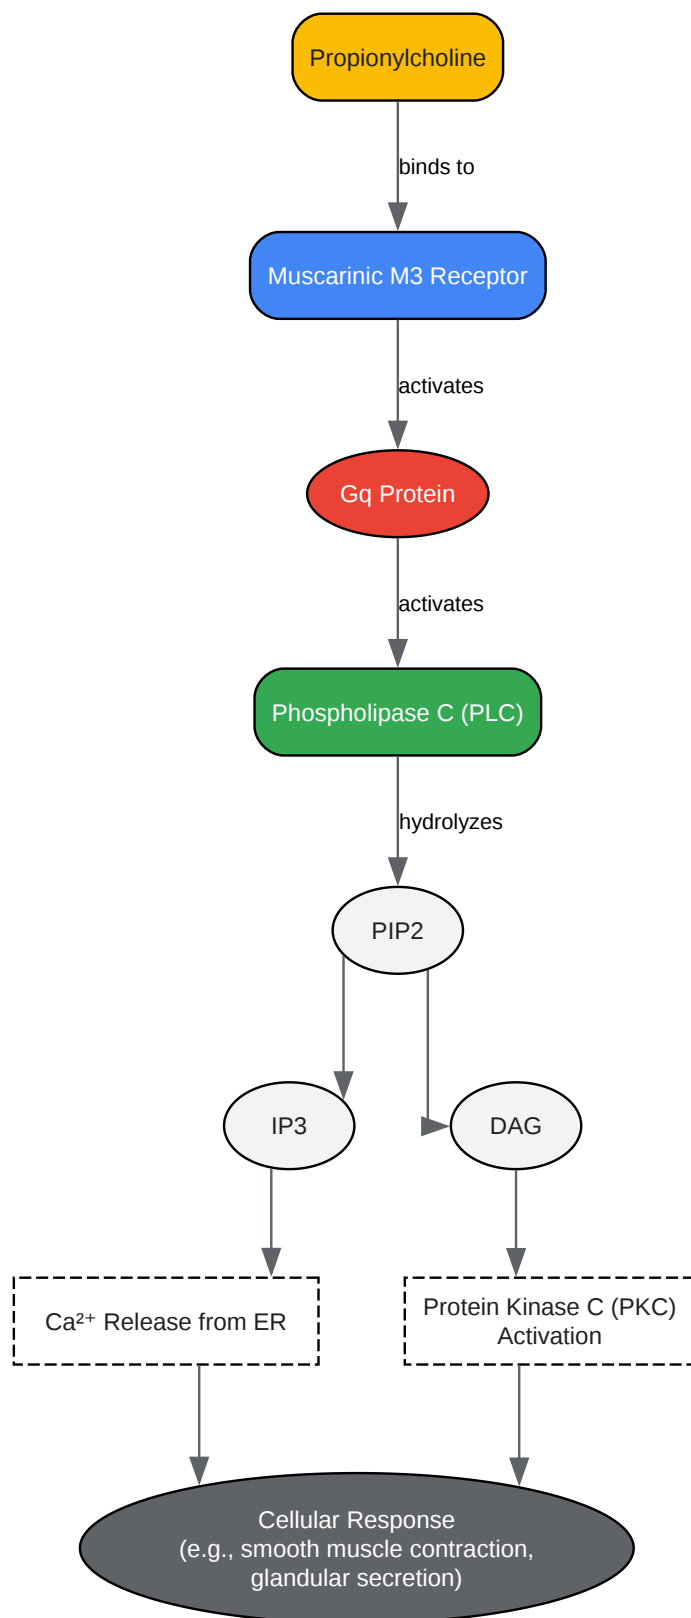 Propionylcholine
binds to
Muscarinic M3 Receptor
activates
Gq Protein
activates
Phospholipase C (PLC)
hydrolyzes
PIP2
IP3
DAG
Ca²⁺ Release from ER
Protein Kinase C (PKC)
Activation
Cellular Response
(e.g., smooth muscle contraction,
glandular secretion)